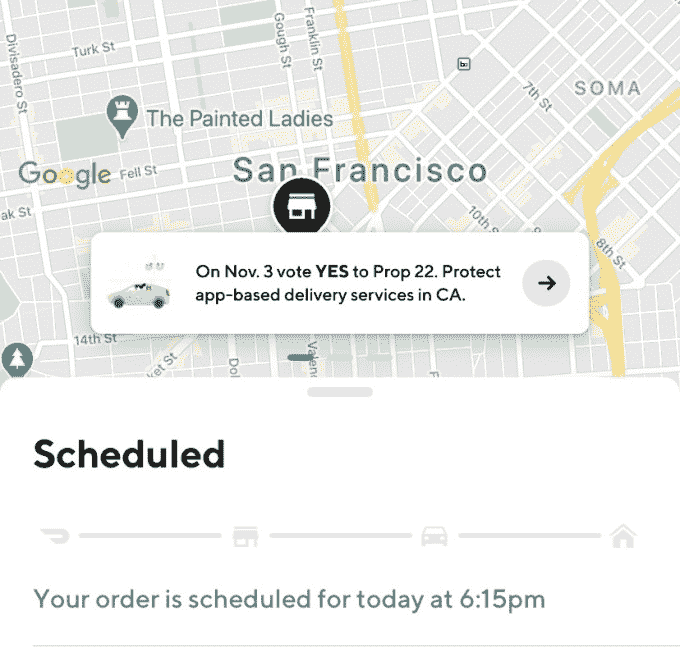 Divisadero St
Turk St
Gough St
Franklin St
7th St
SOMA
The Painted Ladies
Google
Fell St
San Francisco
ak St
10th St
8th St
On Nov. 3 vote YES to Prop 22. Protect
app-based delivery services in CA.
14th St
ket St
Dol
Valenc
Scheduled
Your order is scheduled for today at 6:15pm